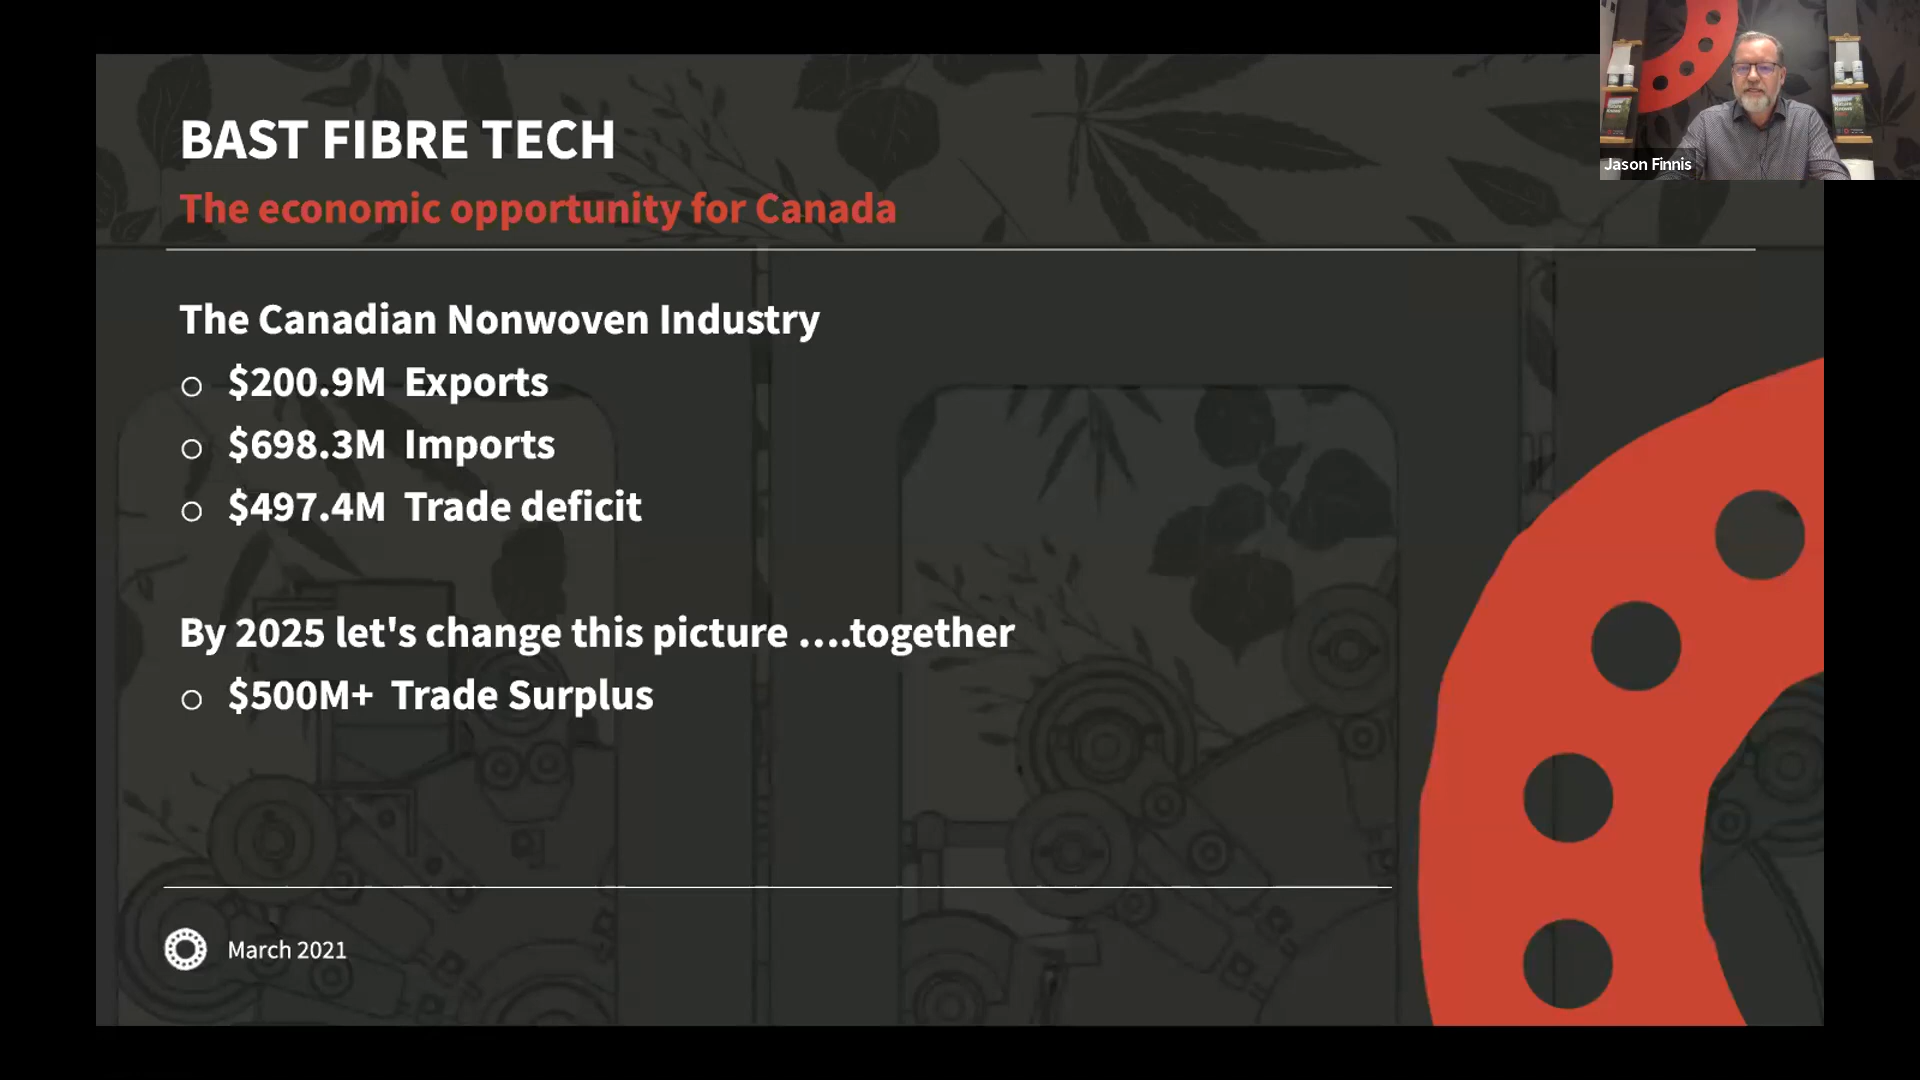 BAST FIBRE TECH
The economic opportunity for Canada
Jason Finnis
The Canadian Nonwoven Industry
$200.9M Exports
$698.3M Imports
$497.4M Trade deficit
By 2025 let's change this picture ....together
$500M+ Trade Surplus
March 2021